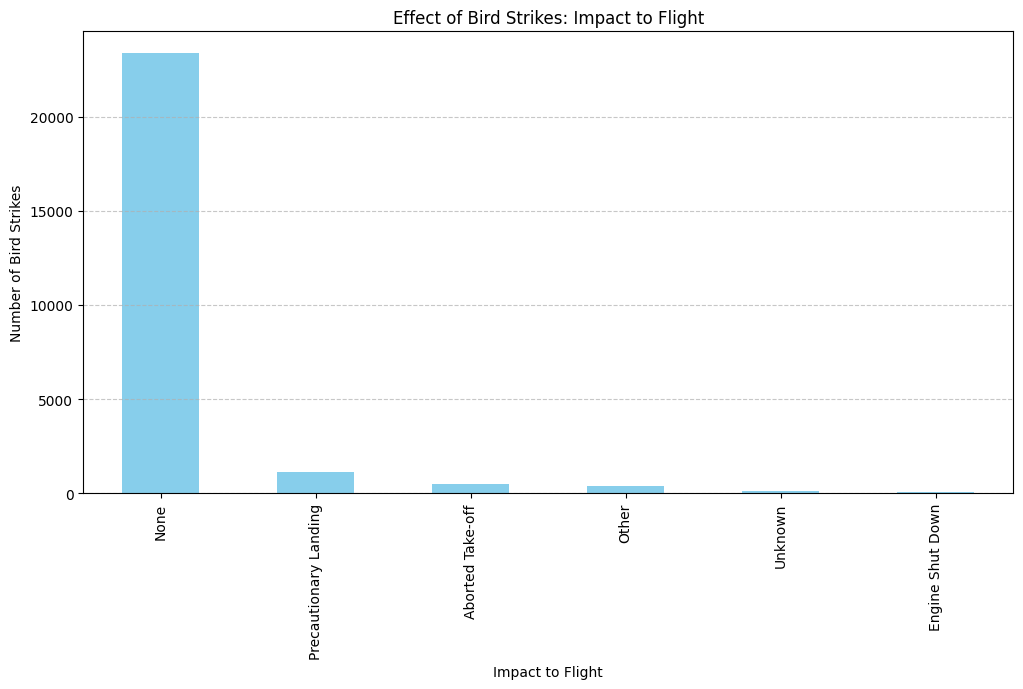 Effect of Bird Strikes: Impact to Flight
Number of Bird Strikes
20000
15000
10000
5000
0
None
Precautionary Landing
Aborted Take-off
Other
Unknown
Engine Shut Down
Impact to Flight